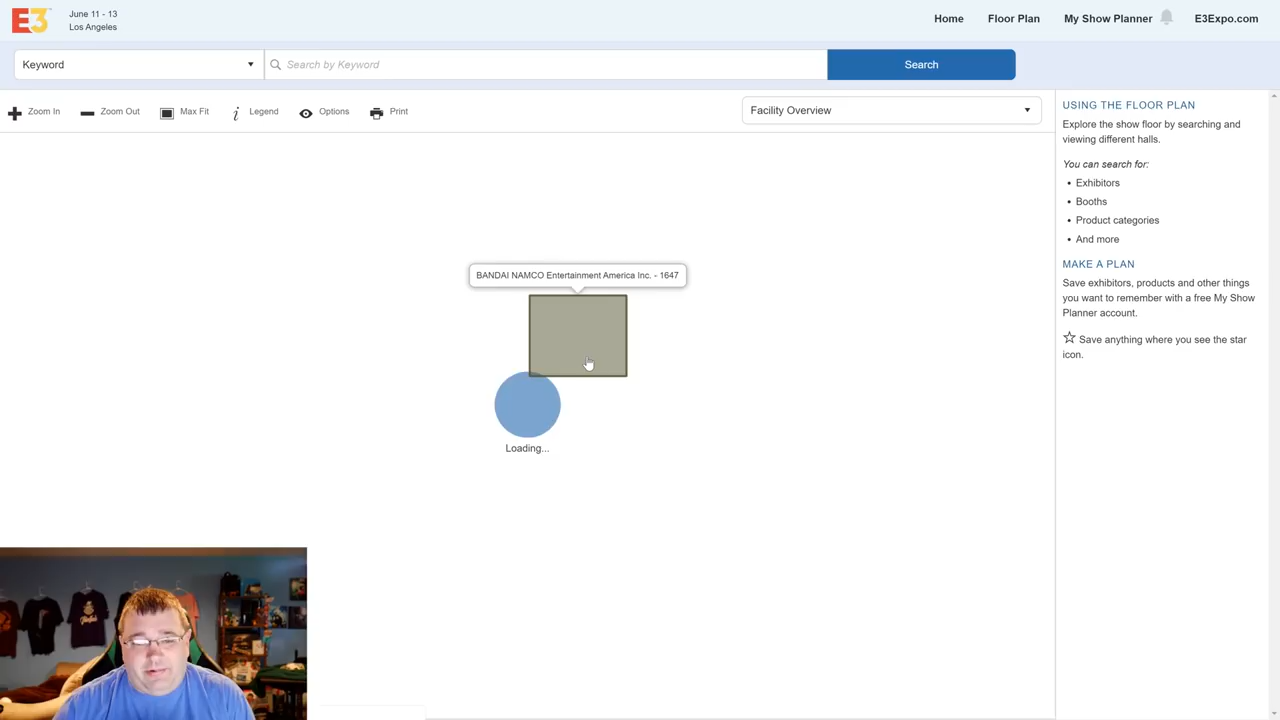 E3
June 11 - 13
Los Angeles
Home
Floor Plan
My Show Planner
E3Expo.com
Keyword
Search by Keyword
Search
Zoom In
Zoom Out
Max Fit
Legend
Options
Print
Facility Overview
BANDAI NAMCO Entertainment America Inc. - 1647
Loading...
USING THE FLOOR PLAN
Explore the show floor by searching and
viewing different halls.
You can search for:
• Exhibitors
• Booths
• Product categories
• And more
MAKE A PLAN
Save exhibitors, products and other things
you want to remember with a free My Show
Planner account.
Save anything where you see the star
icon.